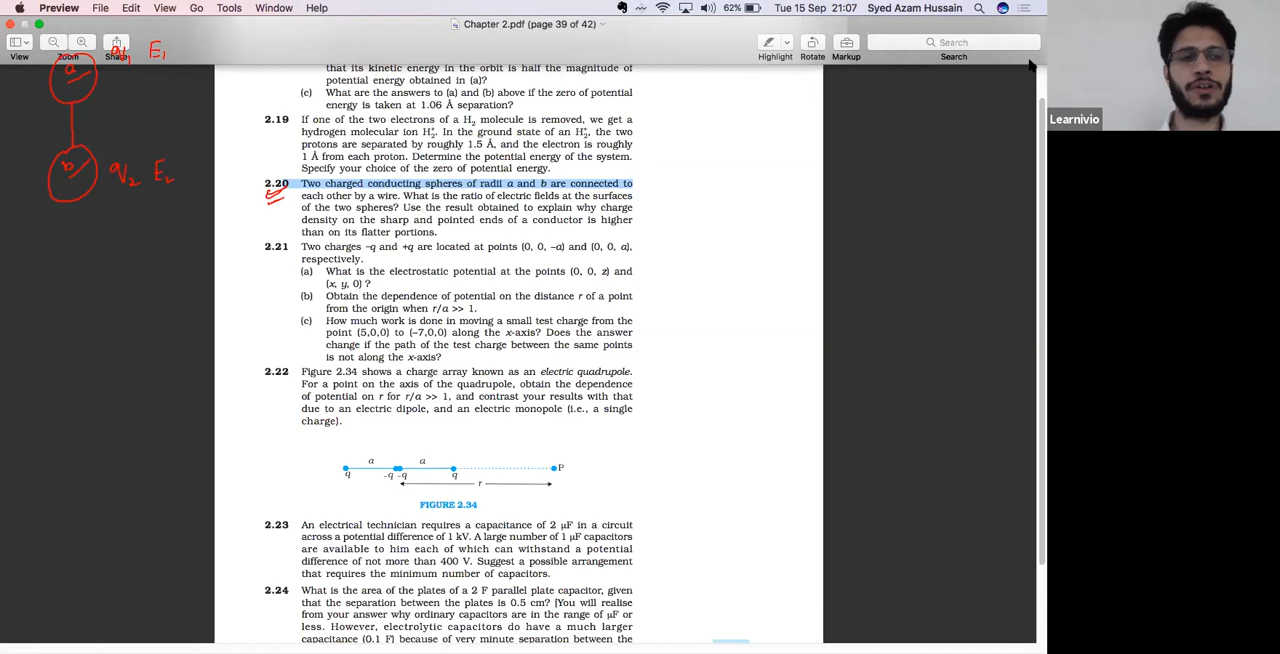 Preview File Edit View Go Tools Window Help 62% Tue 15 Sep 21:07 Syed Azam Hussain
Chapter 2.pdf (page 39 of 42)
View Zoom Share Highlight Rotate Markup Search
Search
q1 E1
a
b q2 E2
Learnivio
that its kinetic energy in the orbit is half the magnitude of
potential energy obtained in (a)?
(c) What are the answers to (a) and (b) above if the zero of potential
energy is taken at 1.06 Å separation?
2.19 If one of the two electrons of a H2 molecule is removed, we get a
hydrogen molecular ion H2+. In the ground state of an H2+, the two
protons are separated by roughly 1.5 Å, and the electron is roughly
1 Å from each proton. Determine the potential energy of the system.
Specify your choice of the zero of potential energy.
2.20 Two charged conducting spheres of radii a and b are connected to
each other by a wire. What is the ratio of electric fields at the surfaces
of the two spheres? Use the result obtained to explain why charge
density on the sharp and pointed ends of a conductor is higher
than on its flatter portions.
2.21 Two charges –q and +q are located at points (0, 0, –a) and (0, 0, a),
respectively.
(a) What is the electrostatic potential at the points (0, 0, z) and
(x, y, 0) ?
(b) Obtain the dependence of potential on the distance r of a point
from the origin when r/a >> 1.
(c) How much work is done in moving a small test charge from the
point (5,0,0) to (–7,0,0) along the x-axis? Does the answer
change if the path of the test charge between the same points
is not along the x-axis?
2.22 Figure 2.34 shows a charge array known as an electric quadrupole.
For a point on the axis of the quadrupole, obtain the dependence
of potential on r for r/a >> 1, and contrast your results with that
due to an electric dipole, and an electric monopole (i.e., a single
charge).
a a
q –q –q q P
r
FIGURE 2.34
2.23 An electrical technician requires a capacitance of 2 µF in a circuit
across a potential difference of 1 kV. A large number of 1 µF capacitors
are available to him each of which can withstand a potential
difference of not more than 400 V. Suggest a possible arrangement
that requires the minimum number of capacitors.
2.24 What is the area of the plates of a 2 F parallel plate capacitor, given
that the separation between the plates is 0.5 cm? [You will realise
from your answer why ordinary capacitors are in the range of µF or
less. However, electrolytic capacitors do have a much larger
capacitance (0.1 F) because of very minute separation between the